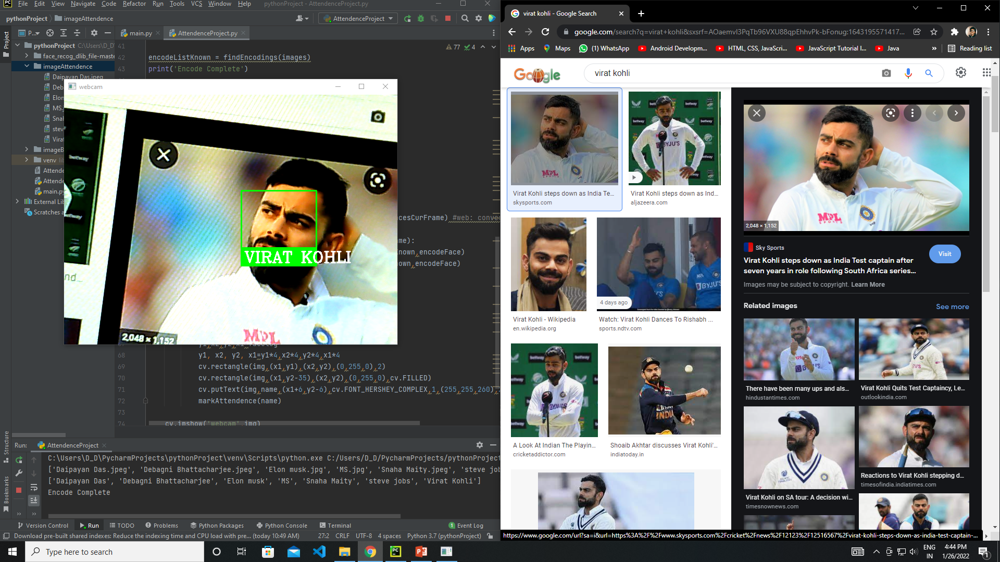 File Edit View Navigate Code Refactor Run Tools VCS Window Help pythonProject - AttendenceProject.py
pythonProject imageAttendence AttendenceProject
Project P... main.py AttendenceProject.py
pythonProject C:\Users\D_D
face_recog_dlib_file-maste
imageAttendence
Daipayan Das.jpeg
Deb
Elon
MS.
Snal
stev
Virat
imageB
venv lib
Attende
Attende
main.py
External Lib
Scratches a
41
77 4
42 encodeListKnown = findEncodings(images)
43 print('Encode Complete')
webcam
VIRAT KOHLI
MPL
2,048 × 1,152
cesCurFrame) #web: conver
me):
nown,encodeFace)
nown,encodeFace)
68 y1, x2, y2, x1=y1*4,x2*4,y2*4,x1*4
69 cv.rectangle(img,(x1,y1),(x2,y2),(0,255,0),2)
70 cv.rectangle(img,(x1,y2-35),(x2,y2),(0,255,0),cv.FILLED)
71 cv.putText(img,name,(x1+6,y2-6),cv.FONT_HERSHEY_COMPLEX,1,(255,255,260),
72 markAttendence(name)
73
74 cv.imshow('webcam',img)
Structure
Bookmarks
Run: AttendenceProject
C:\Users\D_D\PycharmProjects\pythonProject\venv\Scripts\python.exe C:/Users/D_D/PycharmProjects/pythonProject
['Daipayan Das.jpeg', 'Debagni Bhattacharjee.jpeg', 'Elon musk.jpg', 'MS.jpg', 'Snaha Maity.jpeg', 'steve job
['Daipayan Das', 'Debagni Bhattacharjee', 'Elon musk', 'MS', 'Snaha Maity', 'steve jobs', 'Virat Kohli']
Encode Complete
Version Control Run TODO Problems Python Packages Python Console Terminal 1 Event Log
Download pre-built shared indexes: Reduce the indexing time and CPU load with pre... (today 10:49 AM) 27:2 CRLF UTF-8 4 spaces Python 3.7 (pythonProject)
virat kohli - Google Search
google.com/search?q=virat+kohli&sxsrf=AOaemvI3PqTb96VXU88qpEhhvPk-bFonug:1643195571417...
Apps Maps (1) WhatsApp Android Developm... HTML, CSS, JavaScri... JavaScript Tutorial I... Java » Reading list
Google virat kohli
Virat Kohli steps down as India Te...
skysports.com
Virat Kohli steps down as Ind...
aljazeera.com
Virat Kohli - Wikipedia
en.wikipedia.org
4 days ago
Watch: Virat Kohli Dances To Rishabh ...
sports.ndtv.com
A Look At Indian The Playin...
cricketaddictor.com
Shoaib Akhtar discusses Virat Kohli'...
indiatoday.in
2,048 × 1,152
Sky Sports
Virat Kohli steps down as India Test captain after
seven years in role following South Africa series...
Visit
Images may be subject to copyright. Learn More
Related images See more
There have been many ups and als...
hindustantimes.com
Virat Kohli Quits Test Captaincy, Le...
outlookindia.com
Virat Kohli on SA tour: A decision wi...
timesnownews.com
Reactions to Virat Kohli stepping d...
timesofindia.indiatimes.com
https://www.google.com/url?sa=i&url=https%3A%2F%2Fwww.skysports.com%2Fcricket%2Fnews%2F12123%2F12516567%2Fvirat-kohli-steps-down-as-india-test-captain-...
Type here to search
ENG
IN
4:44 PM
1/26/2022
1